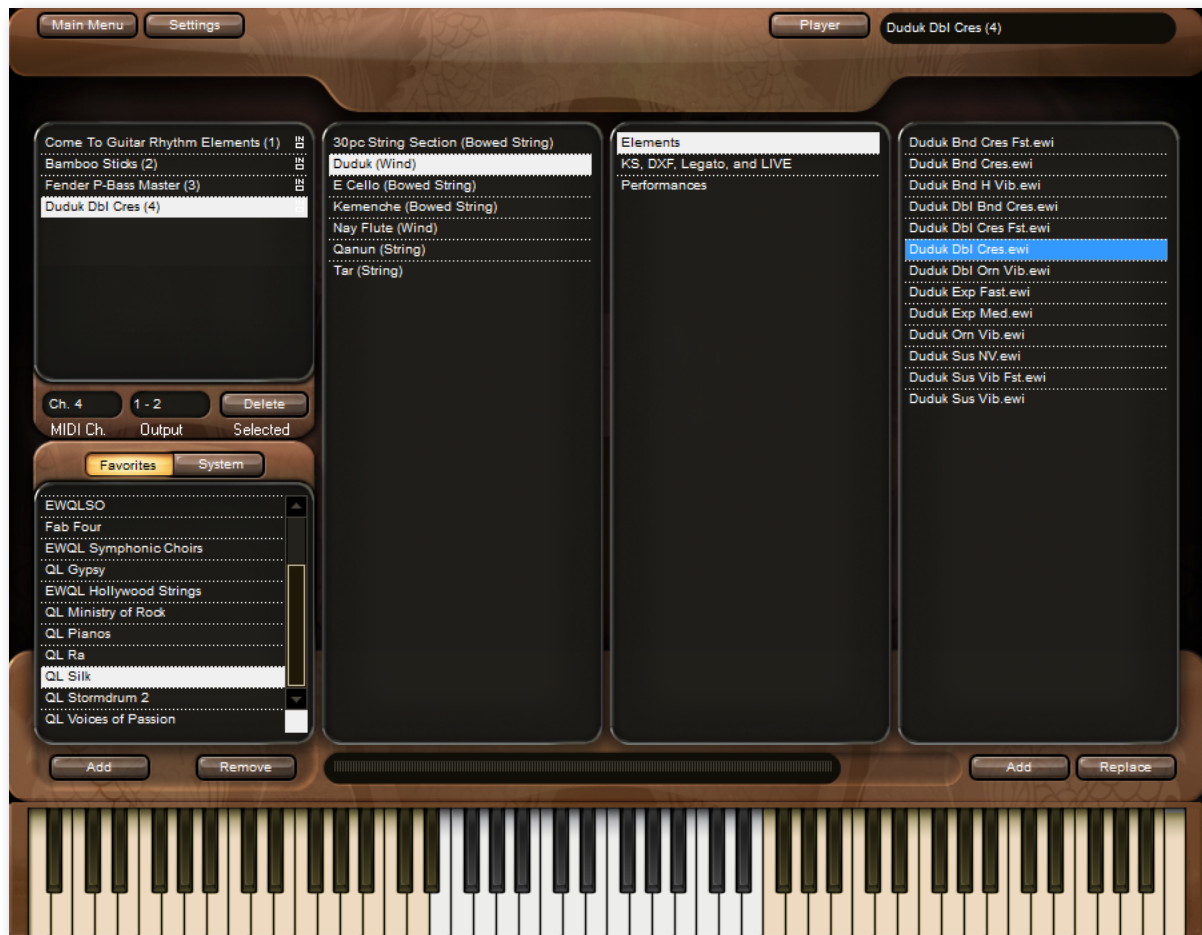 Main Menu
Settings
Player
Duduk Dbl Cres (4)
Come To Guitar Rhythm Elements (1)
Bamboo Sticks (2)
Fender P-Bass Master (3)
Duduk Dbl Cres (4)
30pc String Section (Bowed String)
Duduk (Wind)
E Cello (Bowed String)
Kemenche (Bowed String)
Nay Flute (Wind)
Qanun (String)
Tar (String)
Elements
KS, DXF, Legato, and LIVE
Performances
Duduk Bnd Cres Fst.ewi
Duduk Bnd Cres.ewi
Duduk Bnd H Vib.ewi
Duduk Dbl Bnd Cres.ewi
Duduk Dbl Cres Fst.ewi
Duduk Dbl Cres.ewi
Duduk Dbl Orn Vib.ewi
Duduk Exp Fast.ewi
Duduk Exp Med.ewi
Duduk Orn Vib.ewi
Duduk Sus NV.ewi
Duduk Sus Vib Fst.ewi
Duduk Sus Vib.ewi
Ch. 4
1 - 2
Delete
MIDI Ch.
Output
Selected
Favorites
System
EWQLSO
Fab Four
EWQL Symphonic Choirs
QL Gypsy
EWQL Hollywood Strings
QL Ministry of Rock
QL Pianos
QL Ra
QL Silk
QL Stormdrum 2
QL Voices of Passion
Add
Remove
Add
Replace